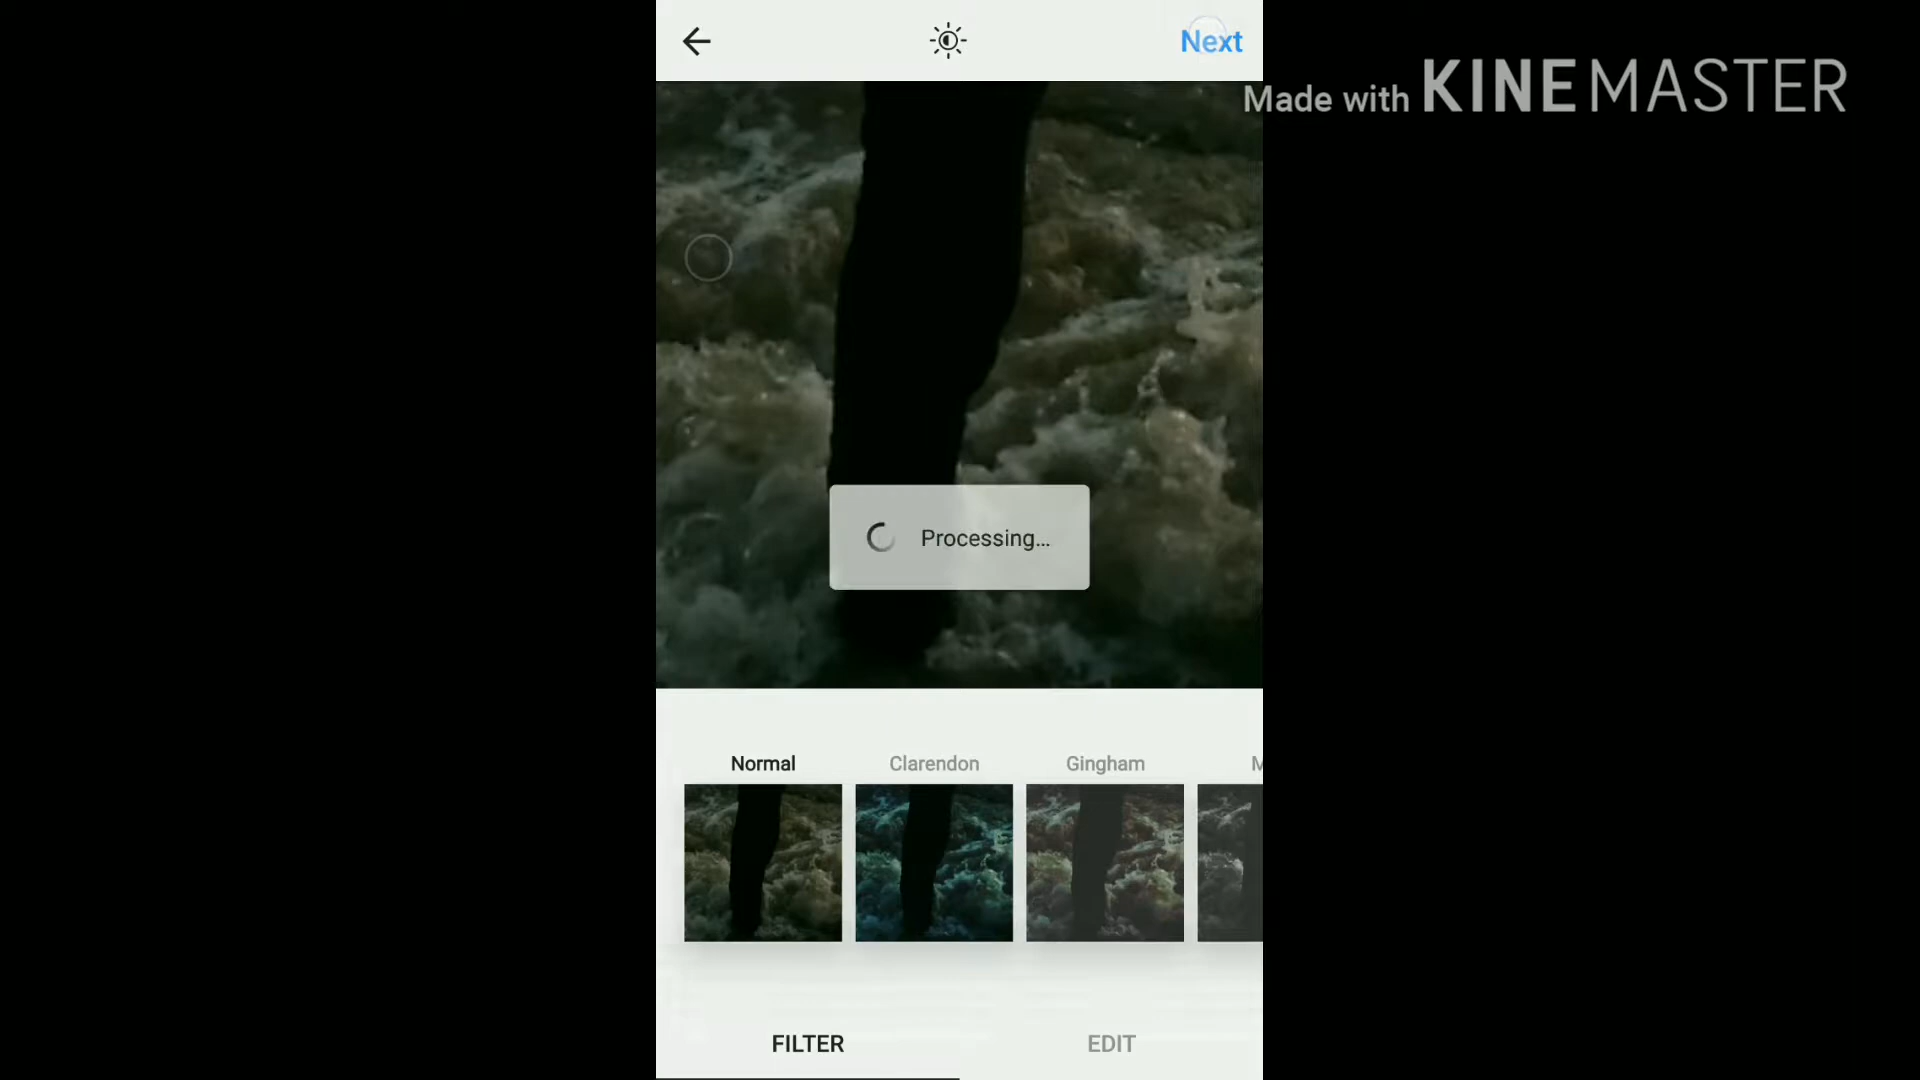 Next
Made with KINEMASTER
Processing...
Normal Clarendon Gingham M
FILTER EDIT